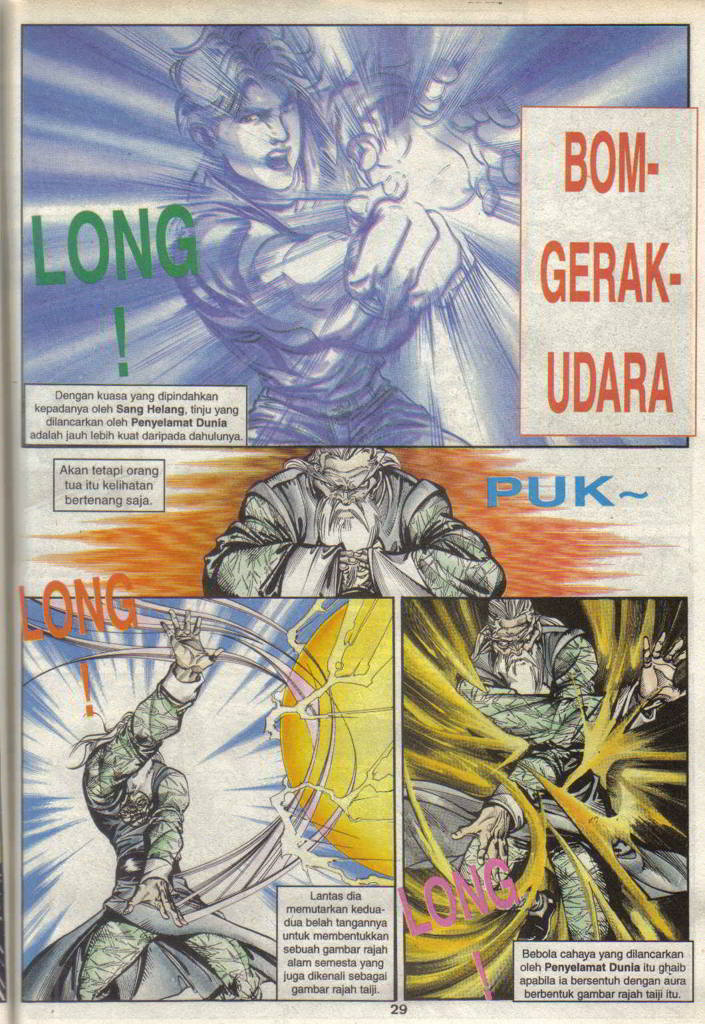 LONG
!
BOM-
GERAK-
UDARA
Dengan kuasa yang dipindahkan
kepadanya oleh Sang Helang, tinju yang
dilancarkan oleh Penyelamat Dunia
adalah jauh lebih kuat daripada dahulunya.
Akan tetapi orang
tua itu kelihatan
bertenang saja.
PUK~
LONG
!
Lantas dia
memutarkan kedua-
dua belah tangannya
untuk membentukkan
sebuah gambar rajah
alam semesta yang
juga dikenali sebagai
gambar rajah taiji.
LONG
!
Bebola cahaya yang dilancarkan
oleh Penyelamat Dunia itu ghaib
apabila ia bersentuh dengan aura
berbentuk gambar rajah taiji itu.
29